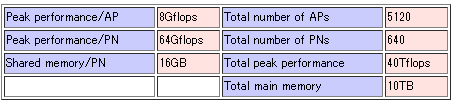 Peak performance/AP 8Gflops Total number of APs 5120
Peak performance/PN 64Gflops Total number of PNs 640
Shared memory/PN 16GB Total peak performance 40Tflops
Total main memory 10TB